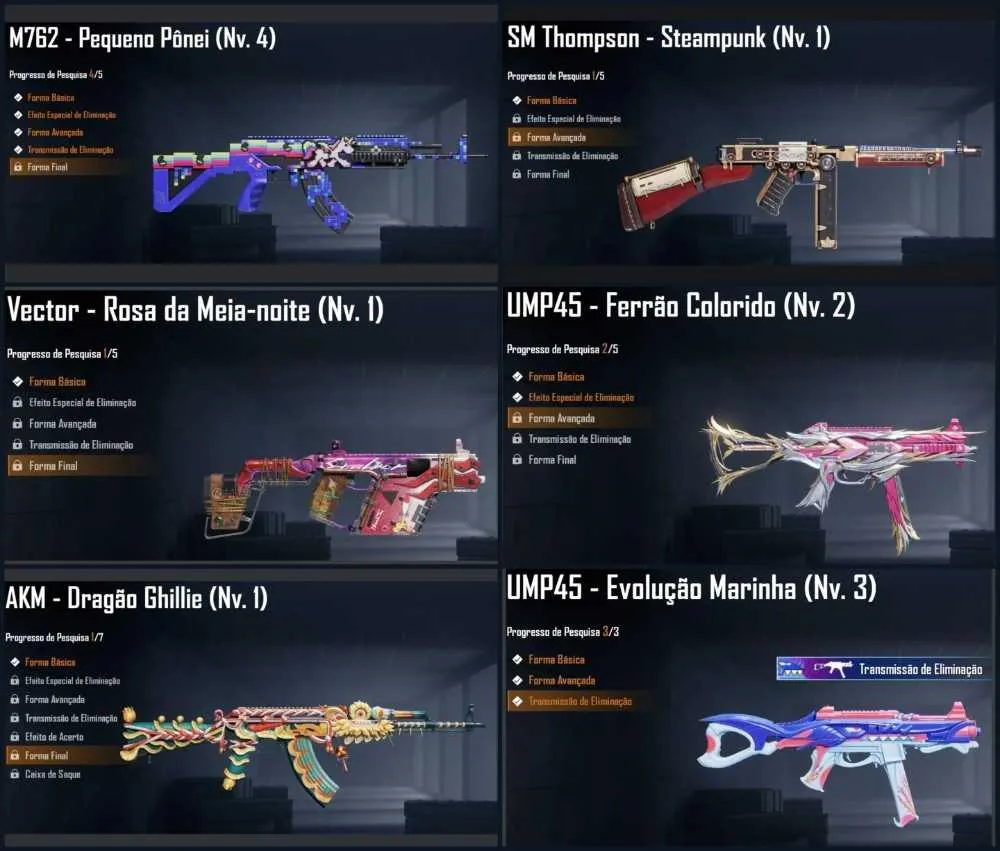 M762 - Pequeno Pônei (Nv. 4)
Progresso de Pesquisa 4/5
Forma Básica
Efeito Especial de Eliminação
Forma Avançada
Transmissão de Eliminação
Forma Final
SM Thompson - Steampunk (Nv. 1)
Progresso de Pesquisa 1/5
Forma Básica
Efeito Especial de Eliminação
Forma Avançada
Transmissão de Eliminação
Forma Final
Vector - Rosa da Meia-noite (Nv. 1)
Progresso de Pesquisa 1/5
Forma Básica
Efeito Especial de Eliminação
Forma Avançada
Transmissão de Eliminação
Forma Final
UMP45 - Ferrão Colorido (Nv. 2)
Progresso de Pesquisa 2/5
Forma Básica
Efeito Especial de Eliminação
Forma Avançada
Transmissão de Eliminação
Forma Final
AKM - Dragão Ghillie (Nv. 1)
Progresso de Pesquisa 1/7
Forma Básica
Efeito Especial de Eliminação
Forma Avançada
Transmissão de Eliminação
Efeito de Acerto
Forma Final
Caixa de Saque
UMP45 - Evolução Marinha (Nv. 3)
Progresso de Pesquisa 3/3
Forma Básica
Forma Avançada
Transmissão de Eliminação
Transmissão de Eliminação